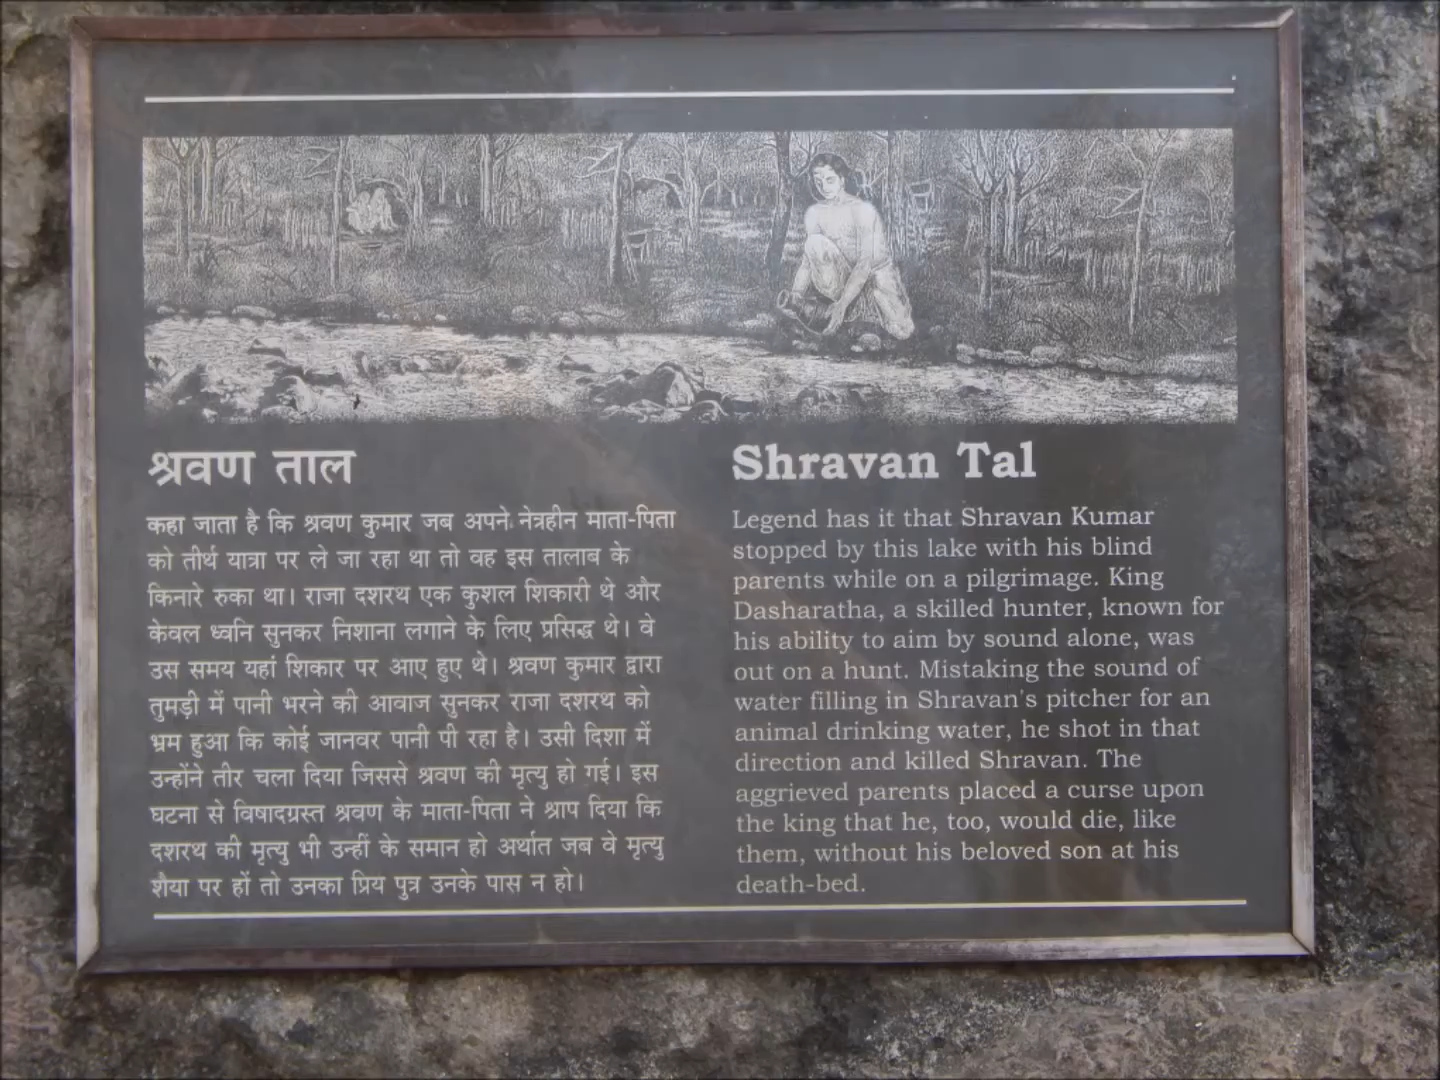 श्रवण ताल
कहा जाता है कि श्रवण कुमार जब अपने नेत्रहीन माता-पिता
को तीर्थ यात्रा पर ले जा रहा था तो वह इस तालाब के
किनारे रुका था। राजा दशरथ एक कुशल शिकारी थे और
केवल ध्वनि सुनकर निशाना लगाने के लिए प्रसिद्ध थे। वे
उस समय यहां शिकार पर आए हुए थे। श्रवण कुमार द्वारा
तुमड़ी में पानी भरने की आवाज सुनकर राजा दशरथ को
भ्रम हुआ कि कोई जानवर पानी पी रहा है। उसी दिशा में
उन्होंने तीर चला दिया जिससे श्रवण की मृत्यु हो गई। इस
घटना से विषादग्रस्त श्रवण के माता-पिता ने श्राप दिया कि
दशरथ की मृत्यु भी उन्हीं के समान हो अर्थात जब वे मृत्यु
शैया पर हों तो उनका प्रिय पुत्र उनके पास न हो।
Shravan Tal
Legend has it that Shravan Kumar
stopped by this lake with his blind
parents while on a pilgrimage. King
Dasharatha, a skilled hunter, known for
his ability to aim by sound alone, was
out on a hunt. Mistaking the sound of
water filling in Shravan's pitcher for an
animal drinking water, he shot in that
direction and killed Shravan. The
aggrieved parents placed a curse upon
the king that he, too, would die, like
them, without his beloved son at his
death-bed.